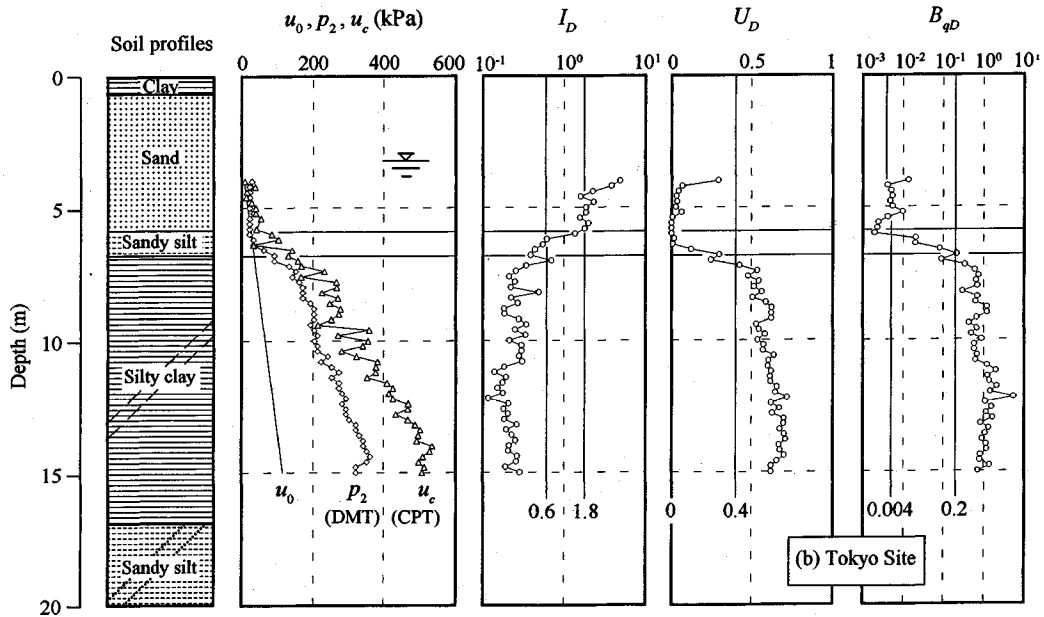 Soil profiles
u0, p2, uc (kPa)
ID
UD
BqD
0 200 400 600
10-1 100 101
0 0.5 1
10-3 10-2 10-1 100 101
Depth (m)
0
5
10
15
20
Clay
Sand
Sandy silt
Silty clay
Sandy silt
u0 p2 uc
(DMT) (CPT)
0.6 1.8
0 0.4
0.004 0.2
(b) Tokyo Site